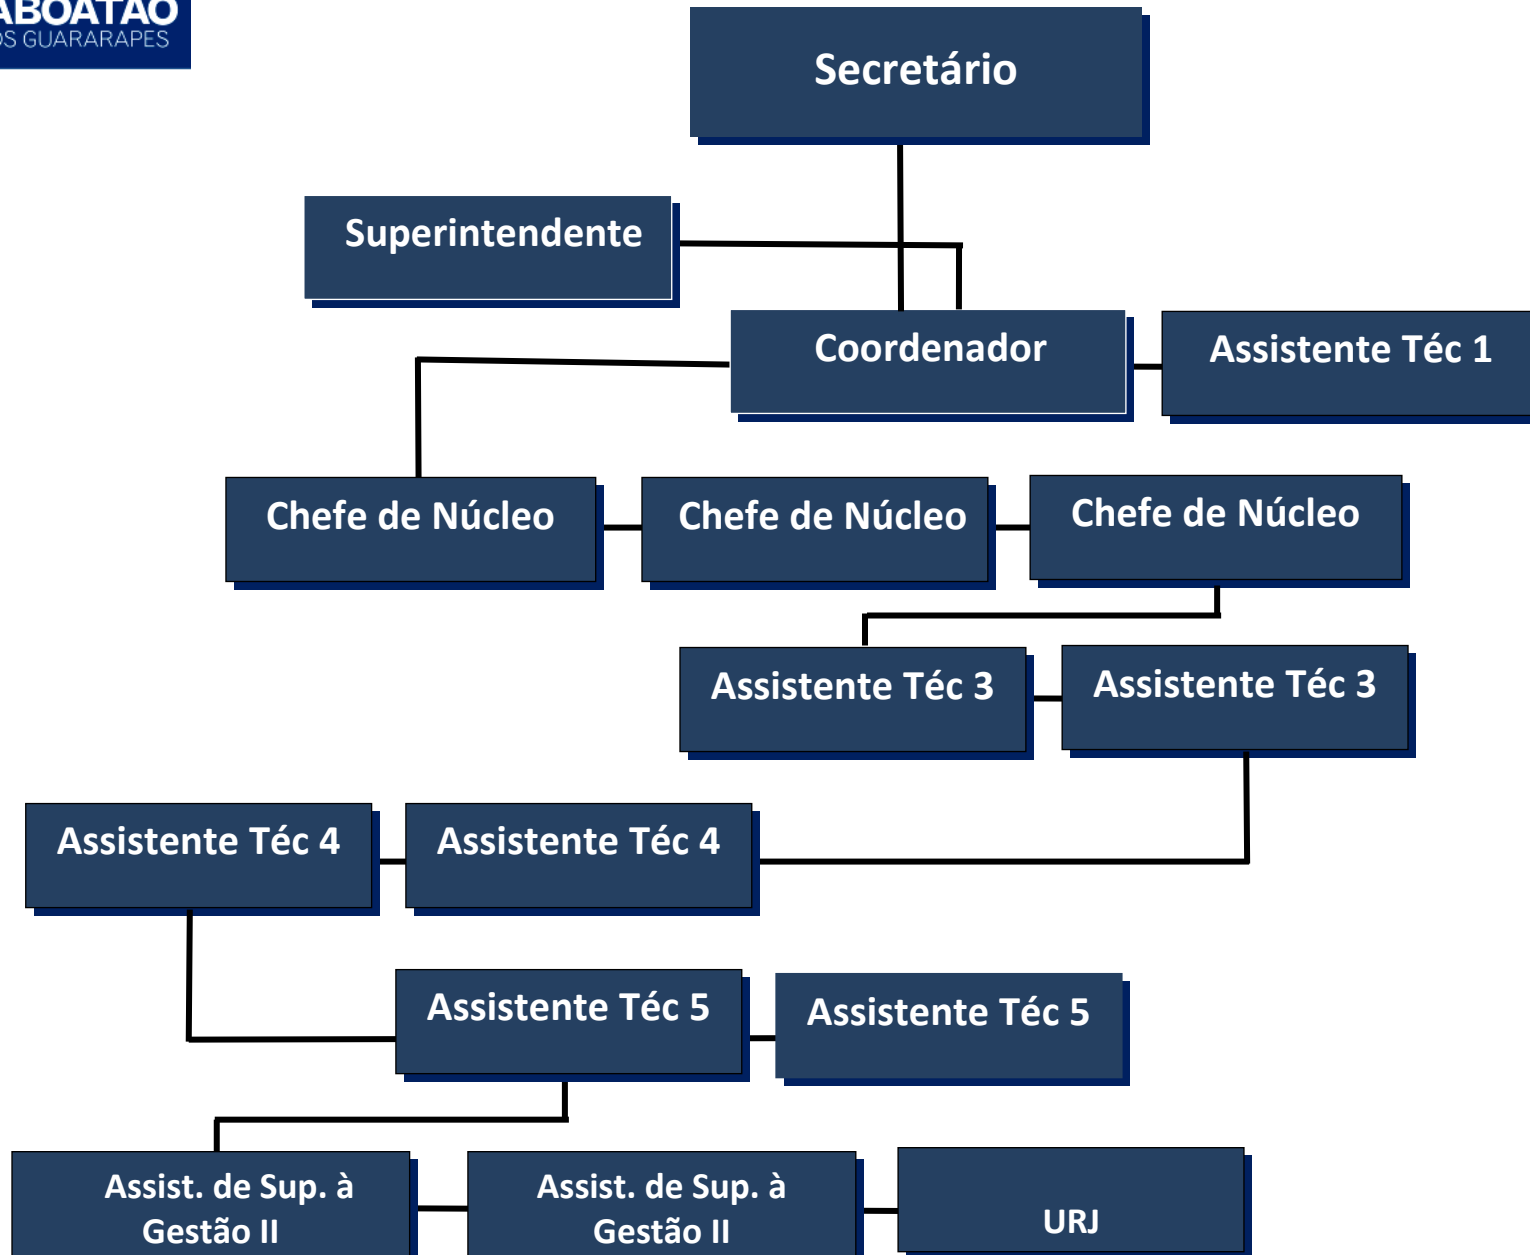 ABOATÃO
OS GUARARAPES
Secretário
Superintendente
Coordenador
Assistente Téc 1
Chefe de Núcleo
Chefe de Núcleo
Chefe de Núcleo
Assistente Téc 3
Assistente Téc 3
Assistente Téc 4
Assistente Téc 4
Assistente Téc 5
Assistente Téc 5
Assist. de Sup. à
Gestão II
Assist. de Sup. à
Gestão II
URJ